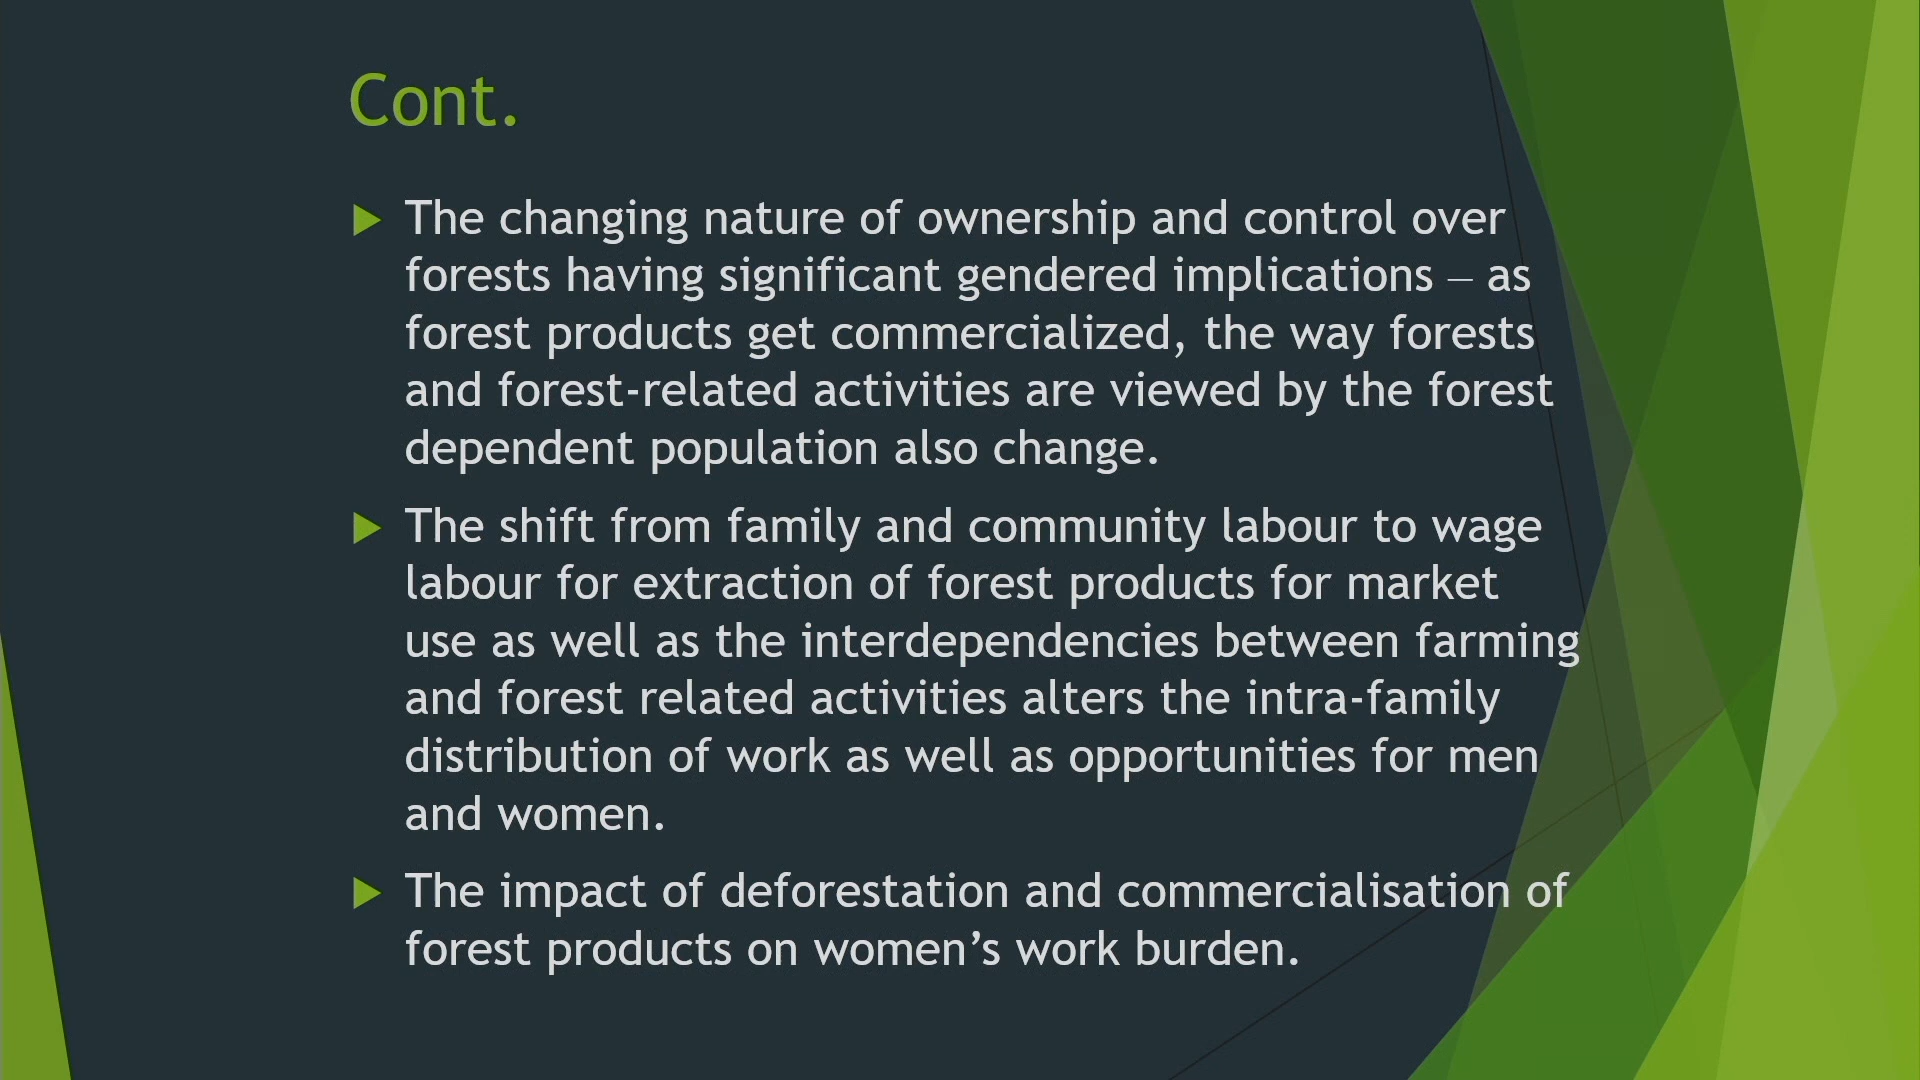 Cont.
The changing nature of ownership and control over
forests having significant gendered implications – as
forest products get commercialized, the way forests
and forest-related activities are viewed by the forest
dependent population also change.
The shift from family and community labour to wage
labour for extraction of forest products for market
use as well as the interdependencies between farming
and forest related activities alters the intra-family
distribution of work as well as opportunities for men
and women.
The impact of deforestation and commercialisation of
forest products on women’s work burden.